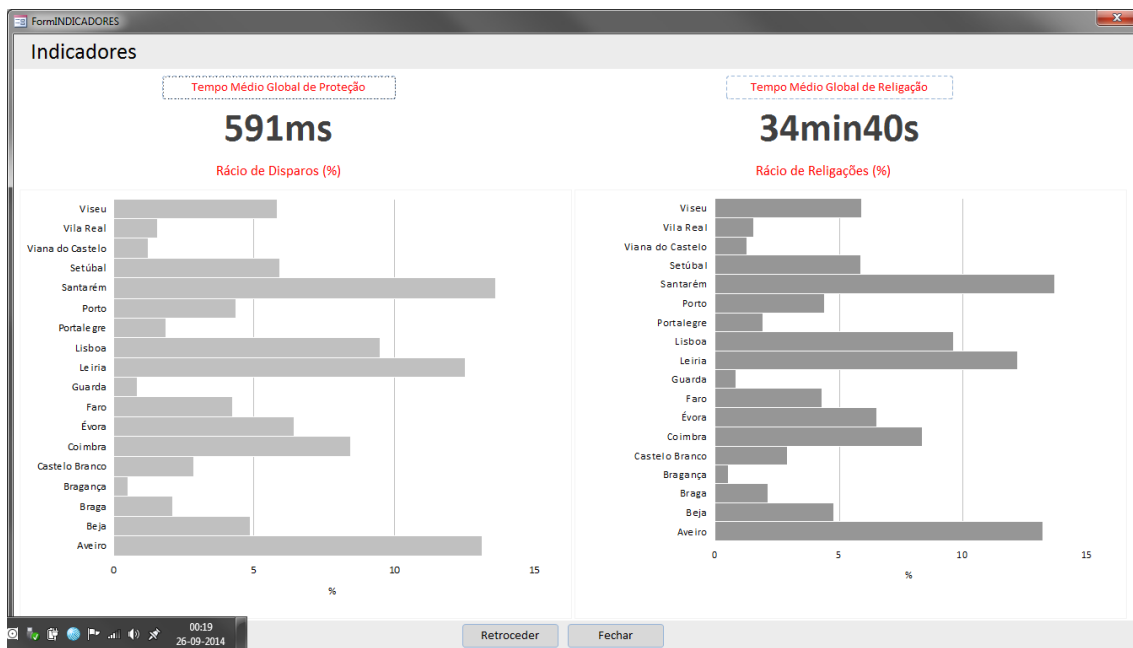 FormINDICADORES
Indicadores
Tempo Médio Global de Proteção
591ms
Rácio de Disparos (%)
Viseu
Vila Real
Viana do Castelo
Setúbal
Santarém
Porto
Portalegre
Lisboa
Leiria
Guarda
Faro
Évora
Coimbra
Castelo Branco
Bragança
Braga
Beja
Aveiro
0 5 10 15
%
Tempo Médio Global de Religação
34min40s
Rácio de Religações (%)
Viseu
Vila Real
Viana do Castelo
Setúbal
Santarém
Porto
Portalegre
Lisboa
Leiria
Guarda
Faro
Évora
Coimbra
Castelo Branco
Bragança
Braga
Beja
Aveiro
0 5 10 15
%
00:19
26-09-2014
Retroceder
Fechar